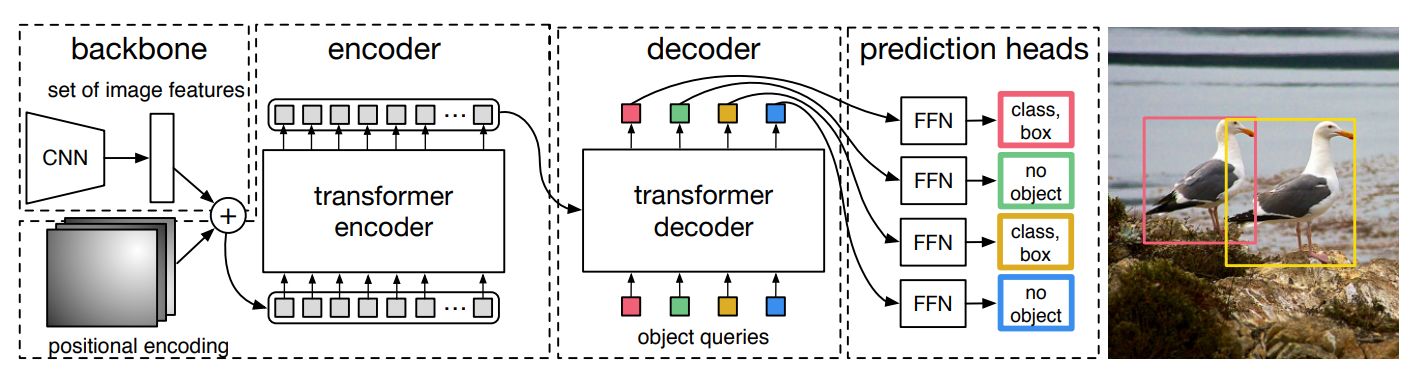 backbone
set of image features
CNN
+
positional encoding
encoder
...
transformer
encoder
...
decoder
transformer
decoder
object queries
prediction heads
FFN
class,
box
FFN
no
object
FFN
class,
box
FFN
no
object